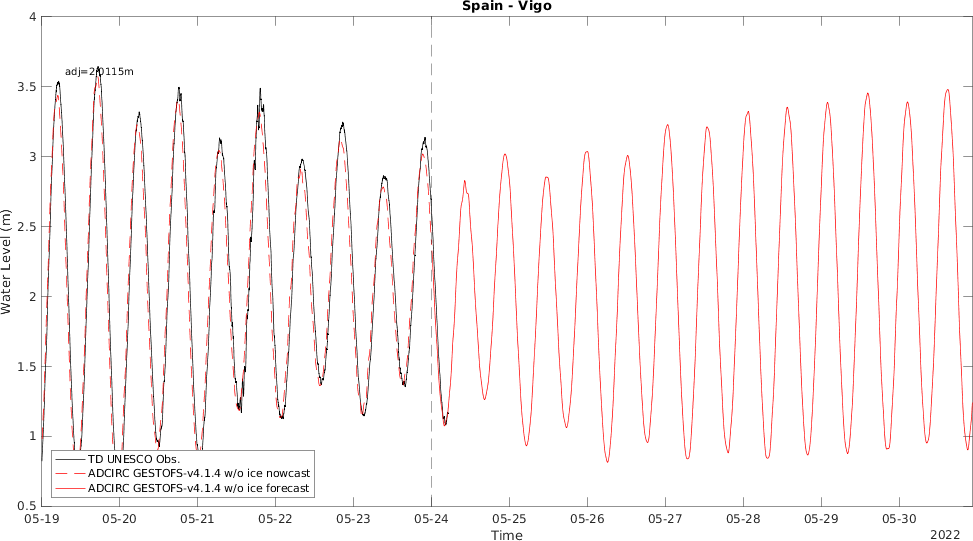 Spain - Vigo
4
3.5
3
2.5
2
1.5
1
0.5
Water Level (m)
adj=2.0115m
TD UNESCO Obs.
ADCIRC GESTOFS-v4.1.4 w/o ice nowcast
ADCIRC GESTOFS-v4.1.4 w/o ice forecast
05-19 05-20 05-21 05-22 05-23 05-24 05-25 05-26 05-27 05-28 05-29 05-30
Time
2022